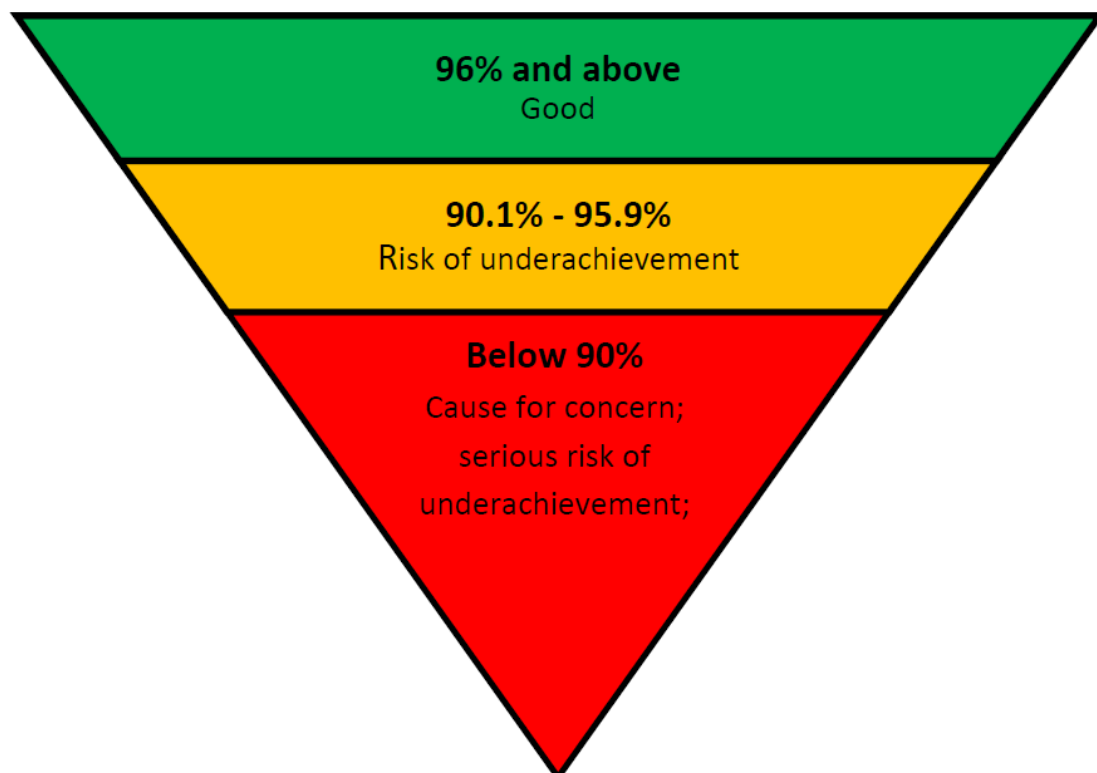 96% and above
Good
90.1% - 95.9%
Risk of underachievement
Below 90%
Cause for concern;
serious risk of
underachievement;